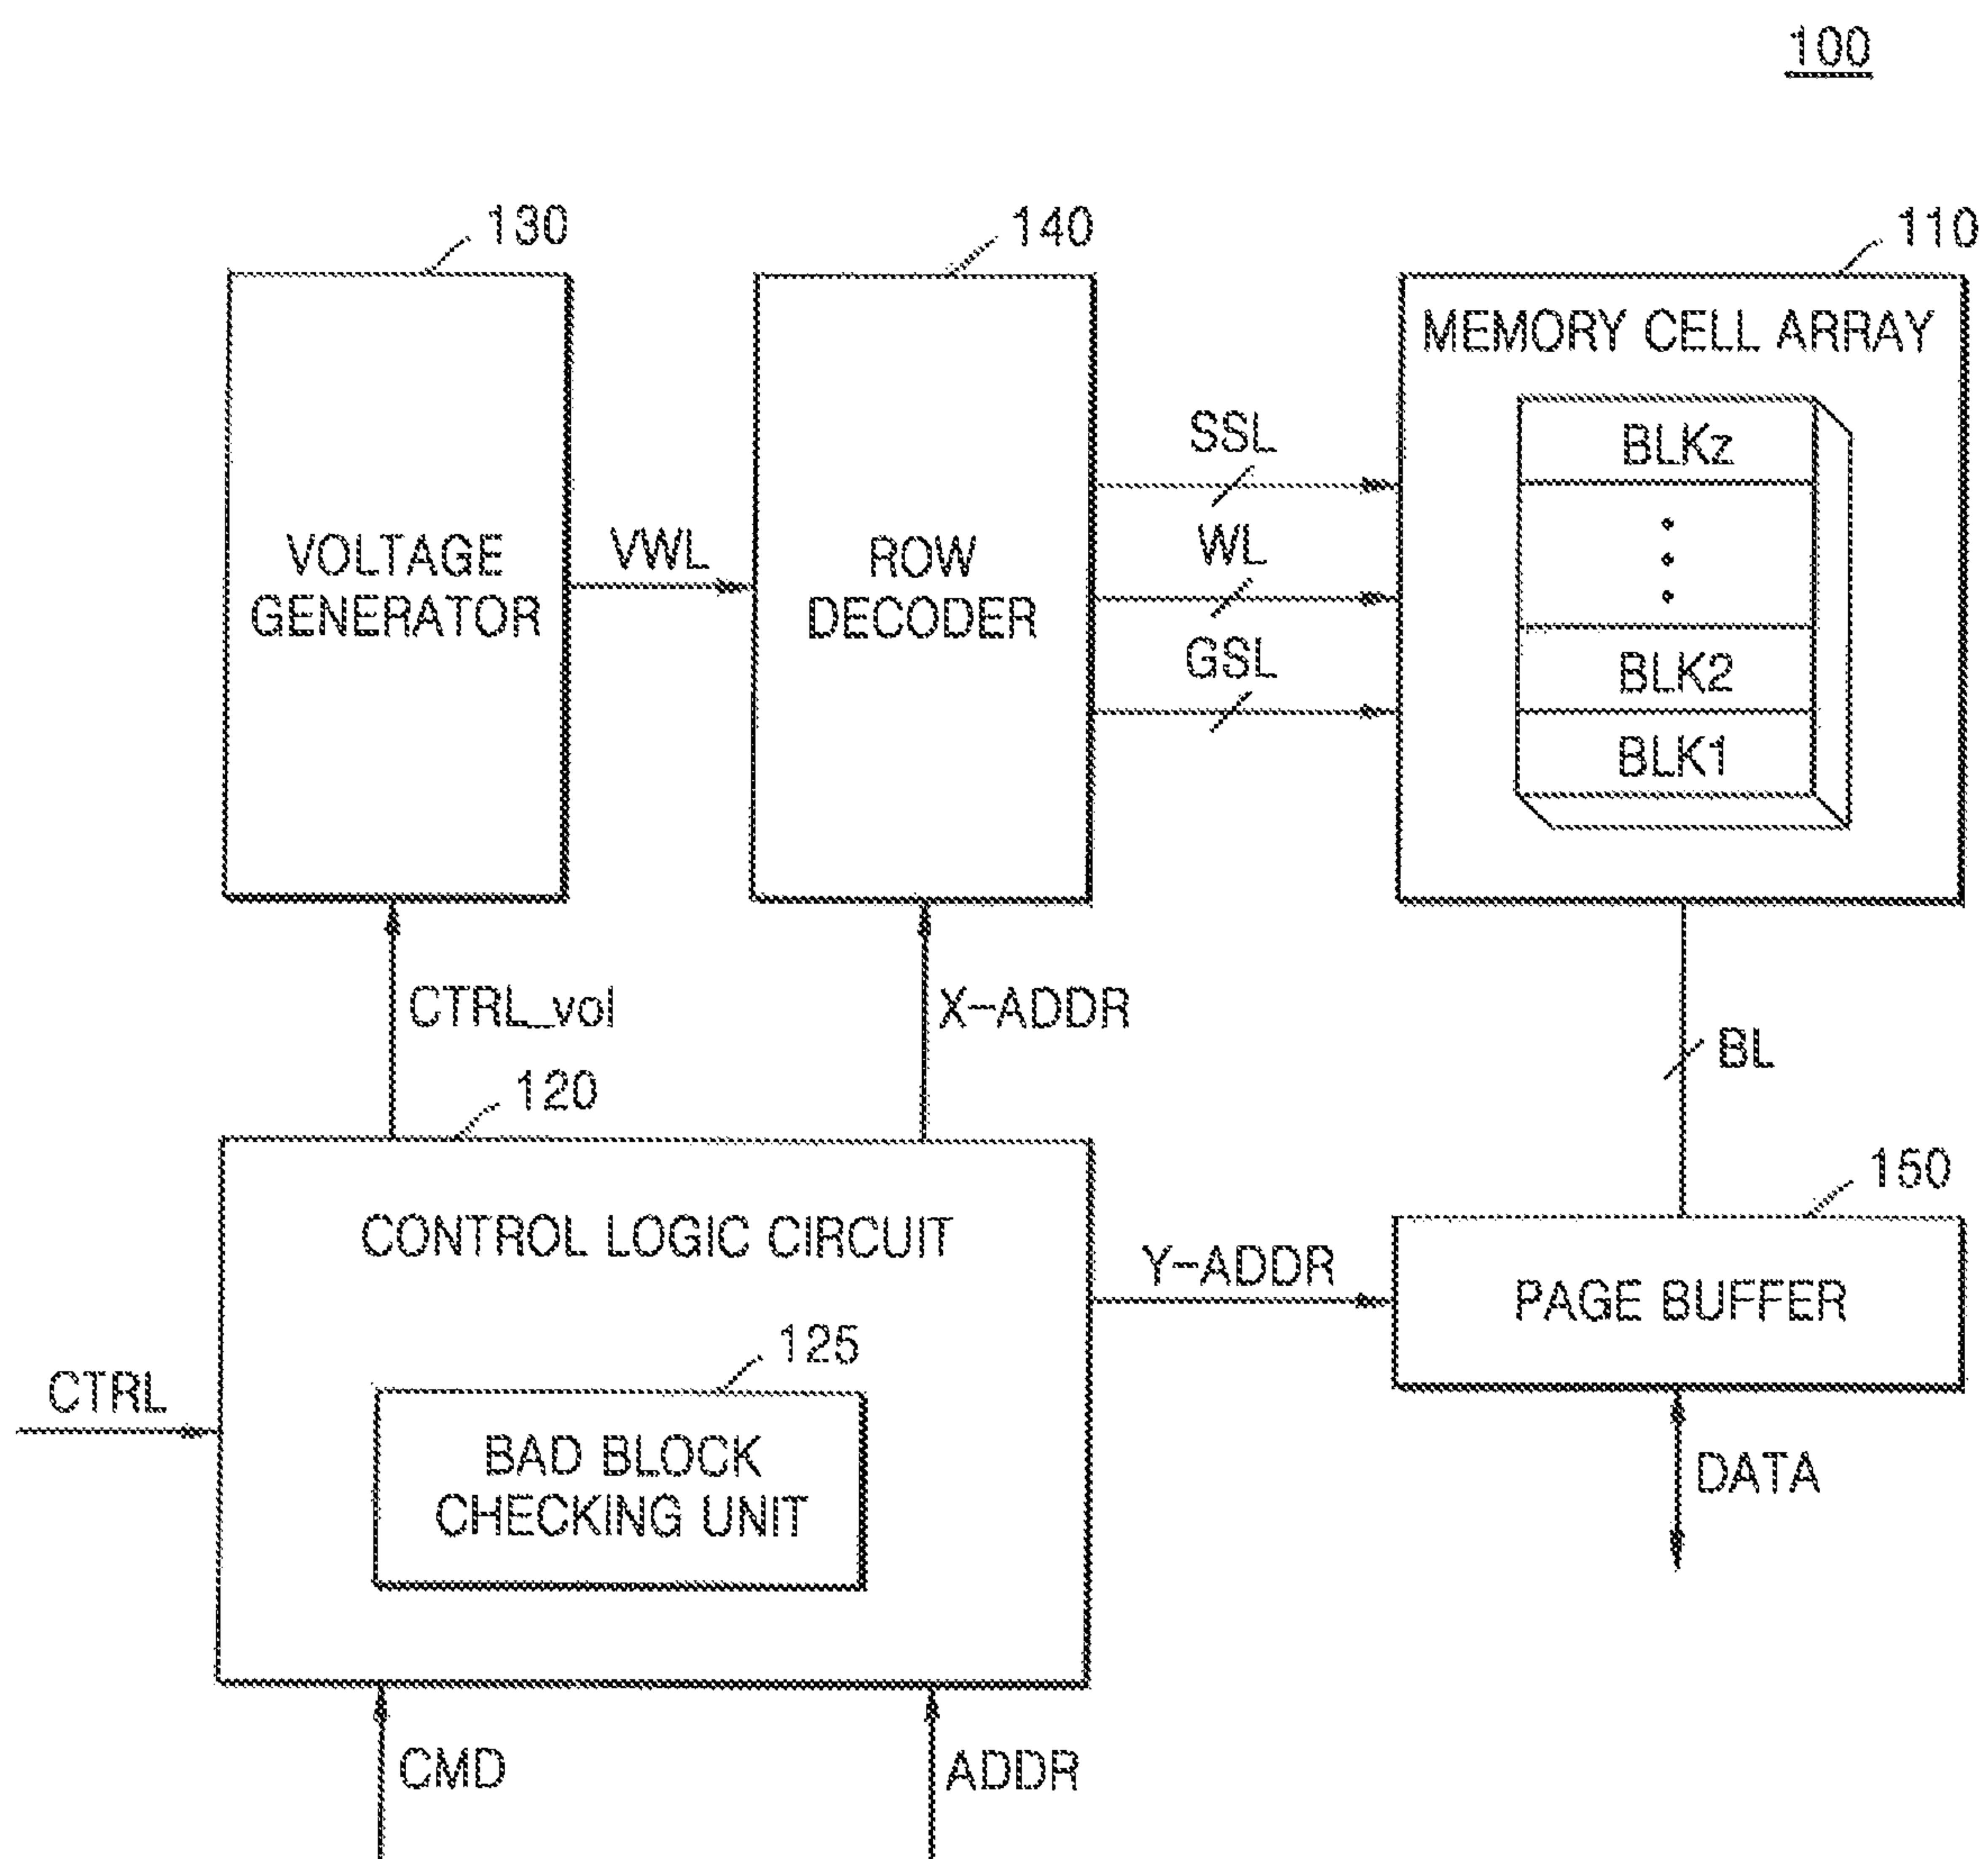 100
130
140
110
VOLTAGE
GENERATOR
VWL
ROW
DECODER
SSL
WL
GSL
MEMORY CELL ARRAY
BLKz
BLK2
BLK1
CTRL_vol
X-ADDR
BL
120
150
CONTROL LOGIC CIRCUIT
Y-ADDR
PAGE BUFFER
125
CTRL
BAD BLOCK
CHECKING UNIT
DATA
CMD
ADDR